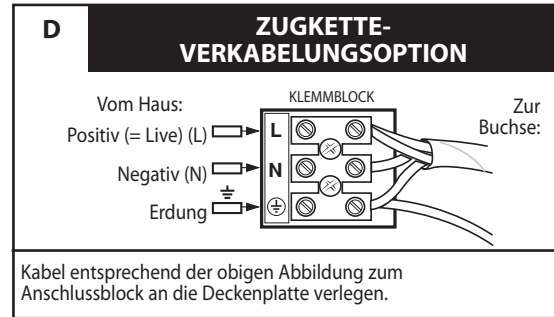 D
ZUGKETTE-
VERKABELUNGSOPTION
KLEMMBLOCK
Vom Haus:
Positiv (= Live) (L)
Negativ (N)
Erdung
L
N
Zur
Buchse:
Kabel entsprechend der obigen Abbildung zum
Anschlussblock an die Deckenplatte verlegen.